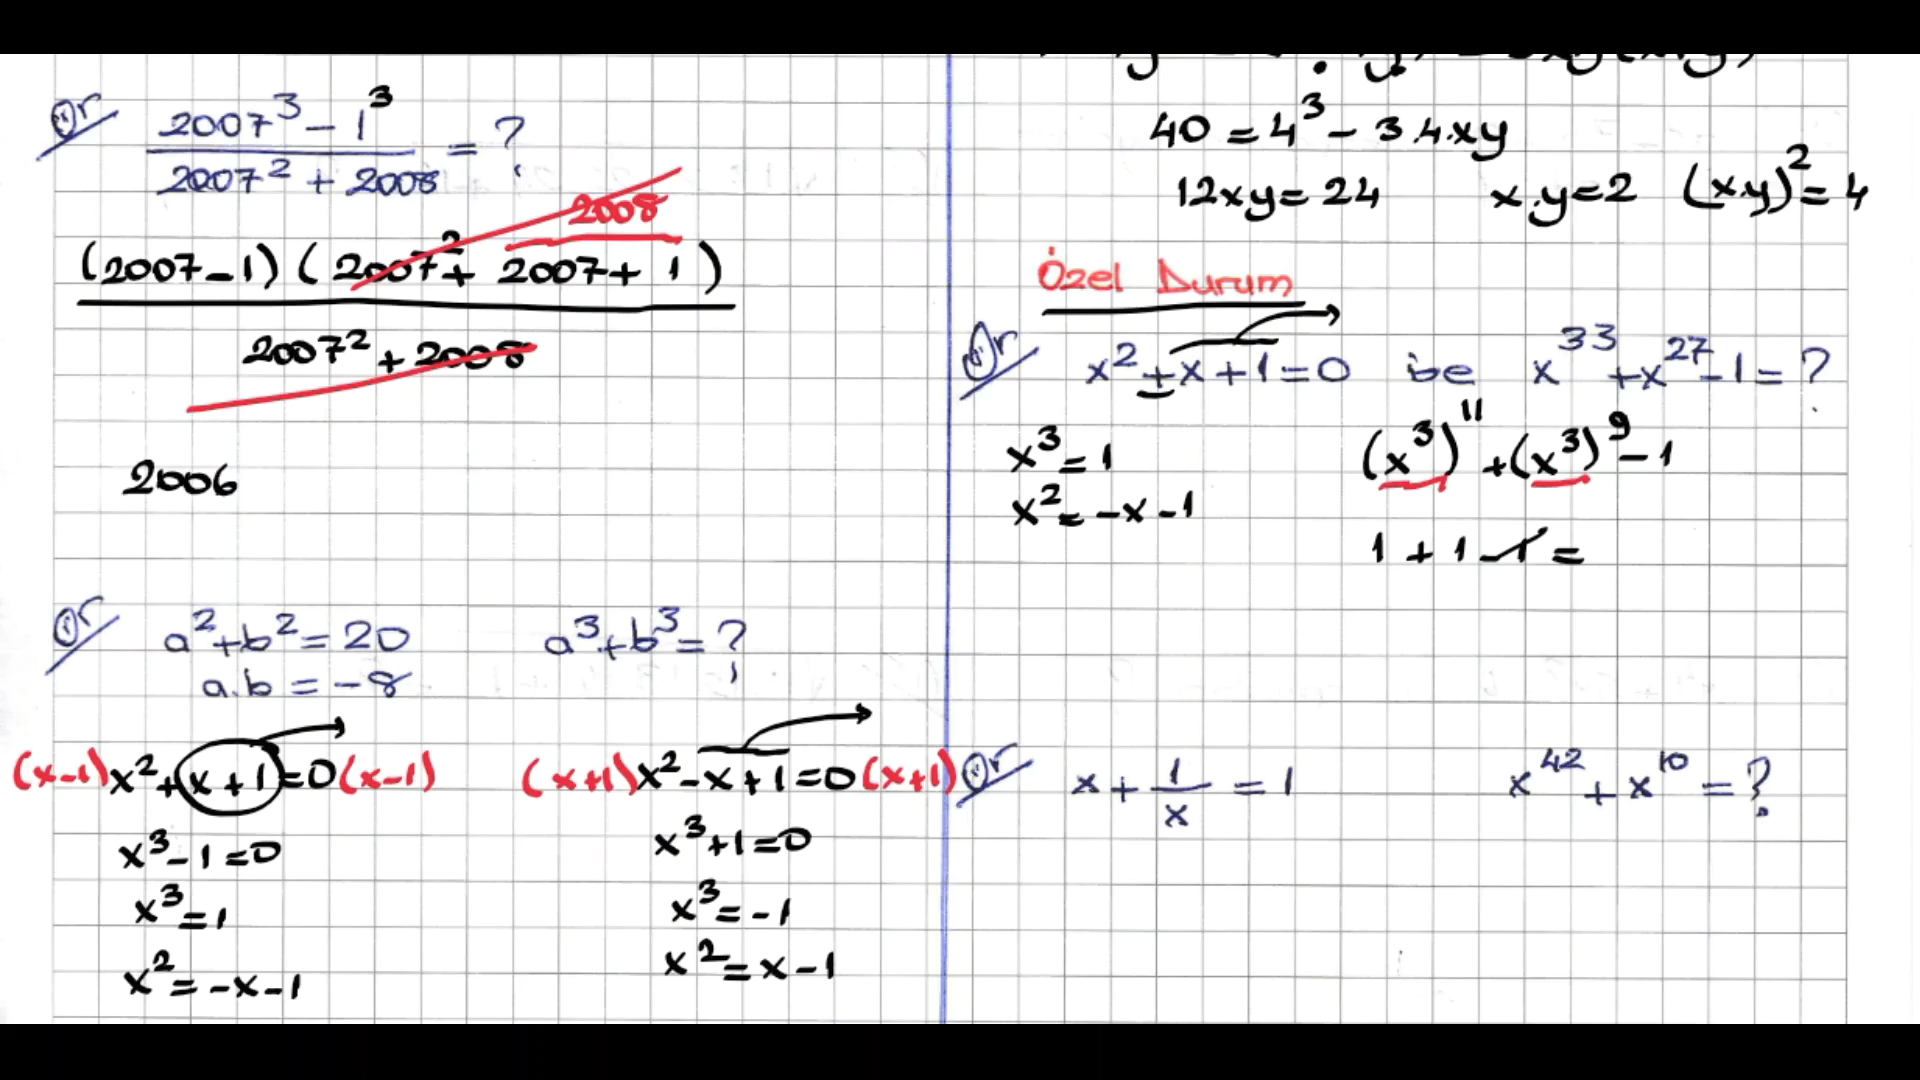 Ör
2007³ - 1³
2007² + 2008 = ?
2008
(2007-1) (2007² + 2007 + 1)
2007² + 2008
2006
Ör a² + b² = 20 a³ + b³ = ?
a.b = -8
(x-1) x² + x + 1 = 0 (x-1) (x+1) x² - x + 1 = 0 (x+1)
x³ - 1 = 0 x³ + 1 = 0
x³ = 1 x³ = -1
x² = -x - 1 x² = x - 1
40 = 4³ - 3.4.xy
12xy = 24 x.y = 2 (x.y)² = 4
Özel Durum
Ör x² + x + 1 = 0 ise x³³ + x²⁷ - 1 = ?
x³ = 1 (x³)¹¹ + (x³)⁹ - 1
x² = -x - 1
1 + 1 - 1 =
Ör x + 1/x = 1 x⁴² + x¹⁰ = ?